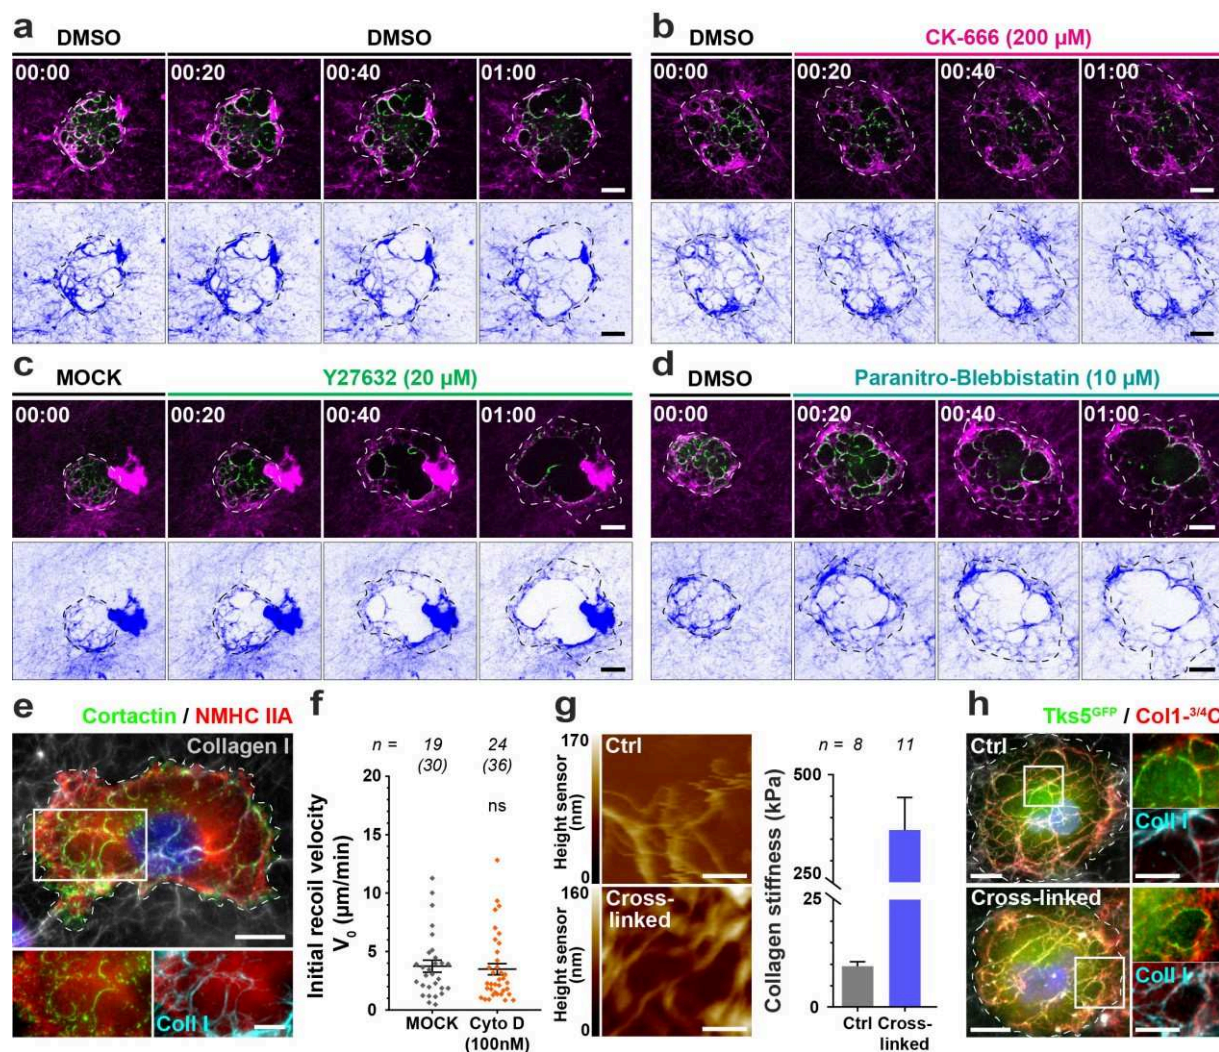 a
DMSO DMSO
00:00 00:20 00:40 01:00
b
DMSO CK-666 (200 µM)
00:00 00:20 00:40 01:00
c
MOCK Y27632 (20 µM)
00:00 00:20 00:40 01:00
d
DMSO Paranitro-Blebbistatin (10 µM)
00:00 00:20 00:40 01:00
e
Cortactin / NMHC IIA
Collagen I
Coll I
f
n = 19 24
(30) (36)
ns
Initial recoil velocity
V0 (µm/min)
20
15
10
5
0
MOCK Cyto D
(100nM)
g
170
Ctrl
Height sensor
(nm)
0
160
Cross-
linked
Height sensor
(nm)
0
n = 8 11
Collagen stiffness (kPa)
500
250
25
0
Ctrl Cross-
linked
h
Tks5GFP / Col1-3/4C
Ctrl
Coll I
Cross-linked
Coll I